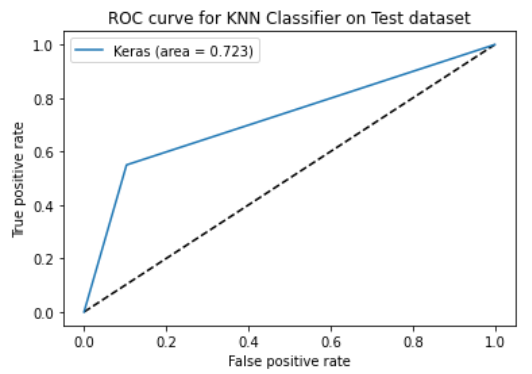 ROC curve for KNN Classifier on Test dataset
Keras (area = 0.723)
True positive rate
1.0
0.8
0.6
0.4
0.2
0.0
0.0 0.2 0.4 0.6 0.8 1.0
False positive rate